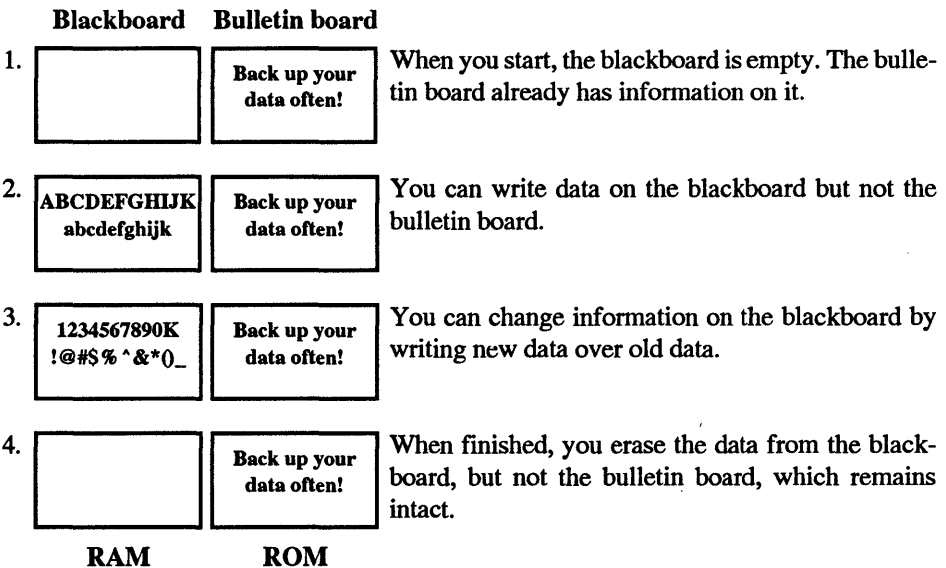 Blackboard Bulletin board
1.
Back up your
data often!
When you start, the blackboard is empty. The bulle-
tin board already has information on it.
2.
ABCDEFGHIJK
abcdefghijk
Back up your
data often!
You can write data on the blackboard but not the
bulletin board.
3.
1234567890K
!@#$%^&*()_
Back up your
data often!
You can change information on the blackboard by
writing new data over old data.
4.
Back up your
data often!
When finished, you erase the data from the black-
board, but not the bulletin board, which remains
intact.
RAM ROM